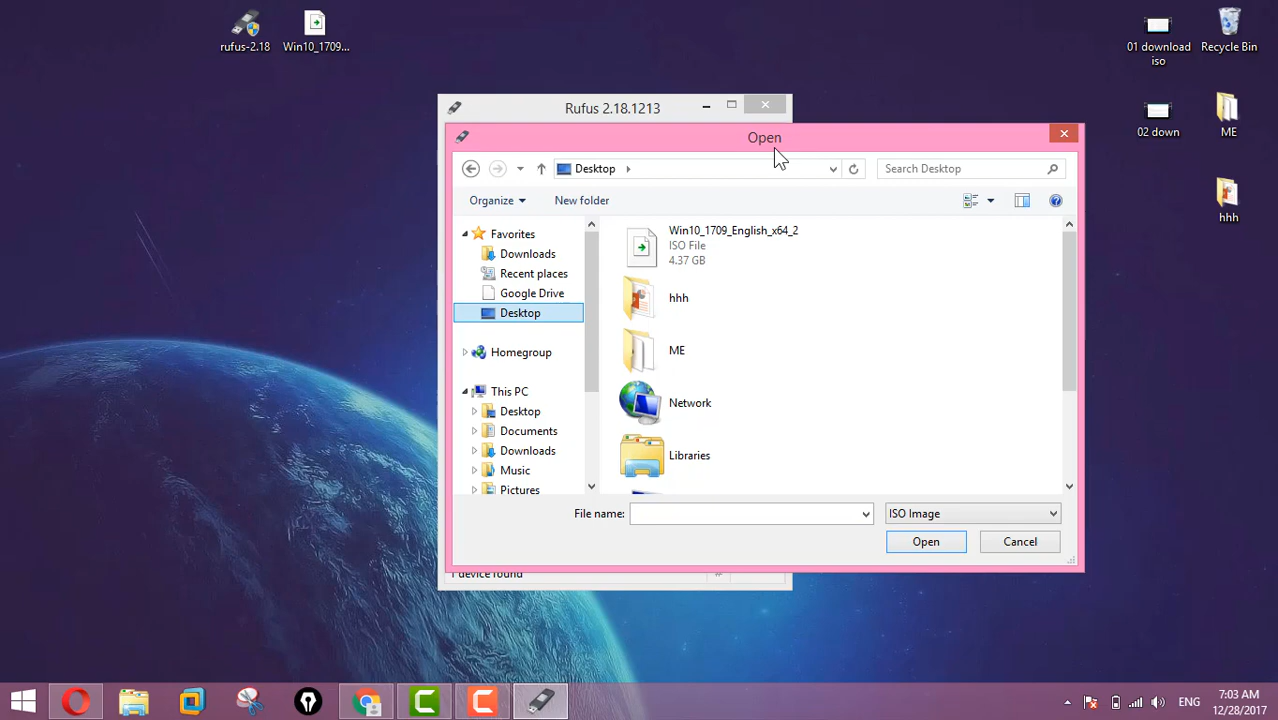 rufus-2.18
Win10_1709...
01 download
iso
Recycle Bin
02 down
ME
hhh
Rufus 2.18.1213
Open
Desktop
Search Desktop
Organize
New folder
Favorites
Downloads
Recent places
Google Drive
Desktop
Homegroup
This PC
Desktop
Documents
Downloads
Music
Pictures
Win10_1709_English_x64_2
ISO File
4.37 GB
hhh
ME
Network
Libraries
File name:
ISO Image
Open
Cancel
1 device found
#
ENG
7:03 AM
12/28/2017